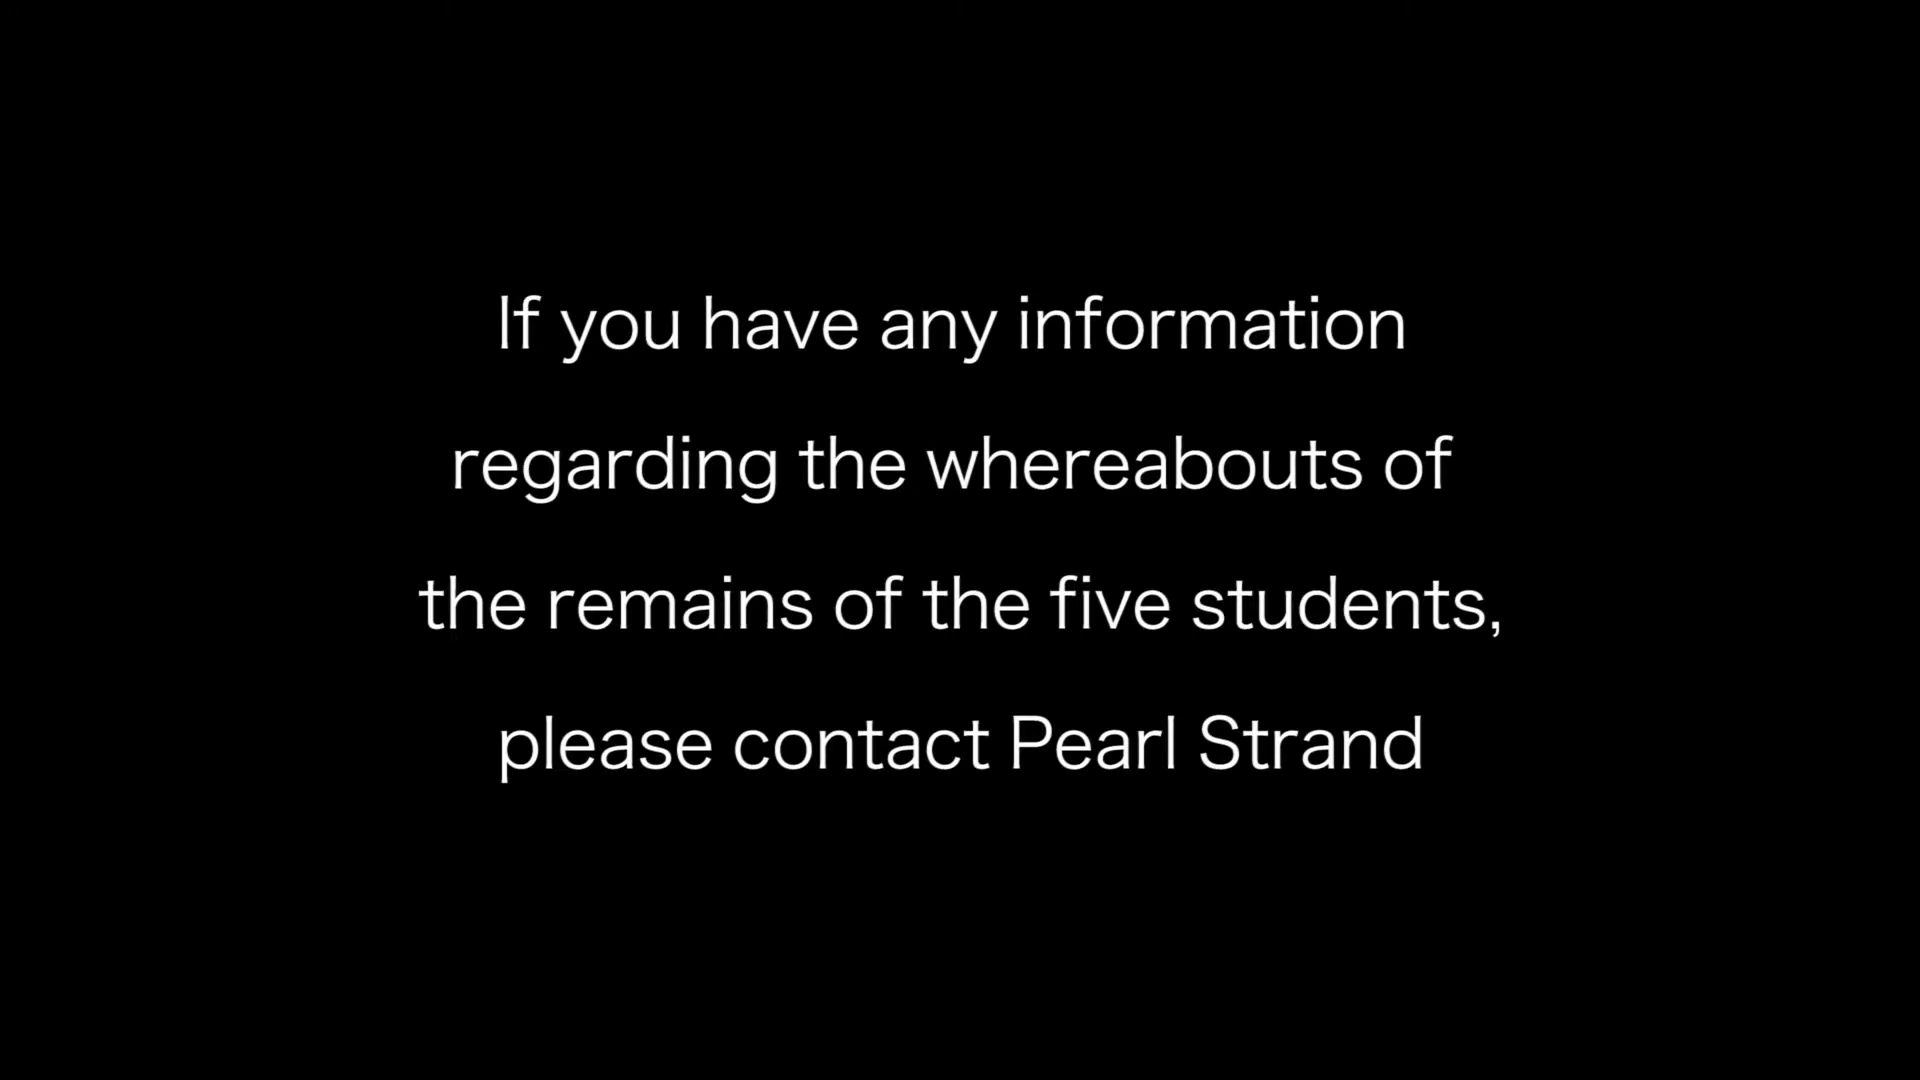 If you have any information
regarding the whereabouts of
the remains of the five students,
please contact Pearl Strand